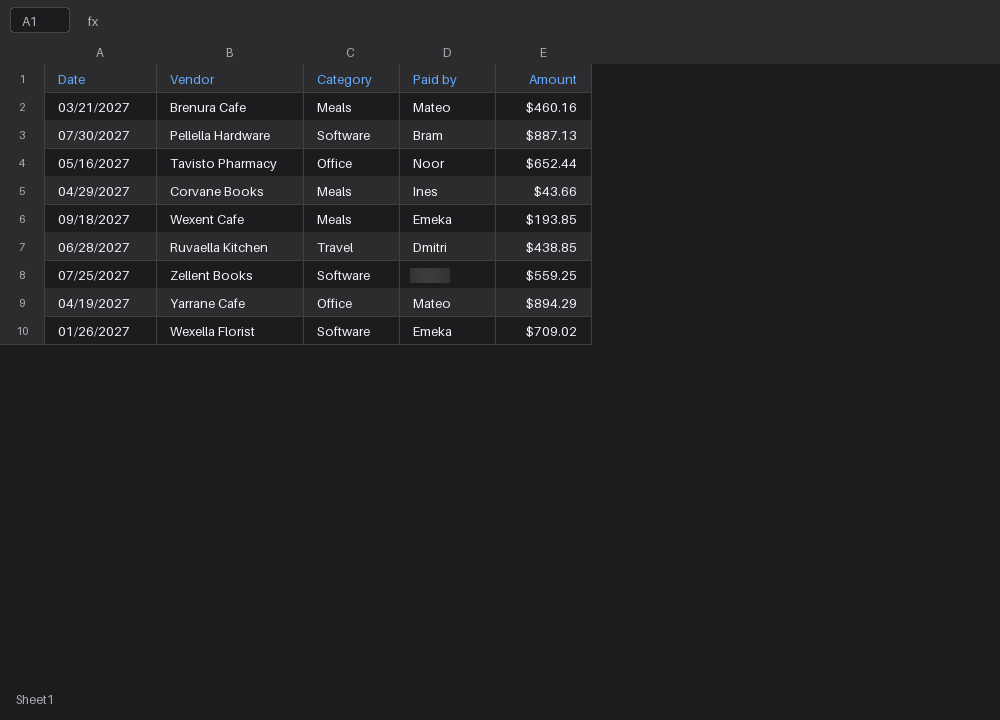 A1 fx
A B C D E
1 Date Vendor Category Paid by Amount
2 03/21/2027 Brenura Cafe Meals Mateo $460.16
3 07/30/2027 Pellella Hardware Software Bram $887.13
4 05/16/2027 Tavisto Pharmacy Office Noor $652.44
5 04/29/2027 Corvane Books Meals Ines $43.66
6 09/18/2027 Wexent Cafe Meals Emeka $193.85
7 06/28/2027 Ruvaella Kitchen Travel Dmitri $438.85
8 07/25/2027 Zellent Books Software $559.25
9 04/19/2027 Yarrane Cafe Office Mateo $894.29
10 01/26/2027 Wexella Florist Software Emeka $709.02
Sheet1